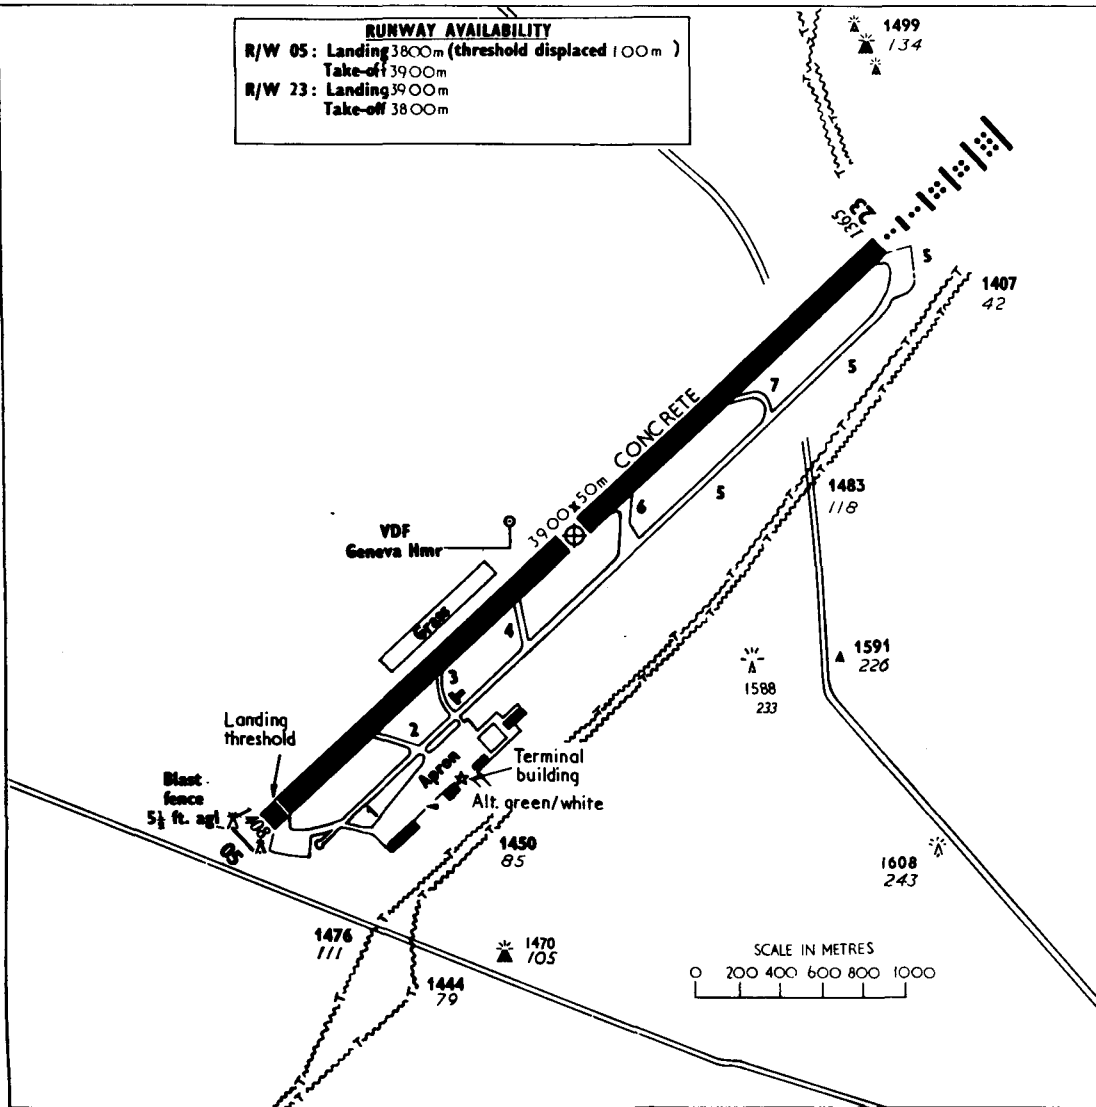 RUNWAY AVAILABILITY
R/W 05: Landing 3800m (threshold displaced 100m )
Take-off 3900m
R/W 23: Landing 3900m
Take-off 3800m
1499
134
23
1365
S
1407
42
7
5
CONCRETE
3900 x 50m
5
6
1483
118
VDF
Geneva Hmr
Grass
4
3
2
1591
226
1588
233
Landing
threshold
Apron
Terminal
building
Alt. green/white
Blast
fence
5½ ft. agl
1
05
1450
85
1608
243
1476
111
1470
105
1444
79
SCALE IN METRES
0 200 400 600 800 1000